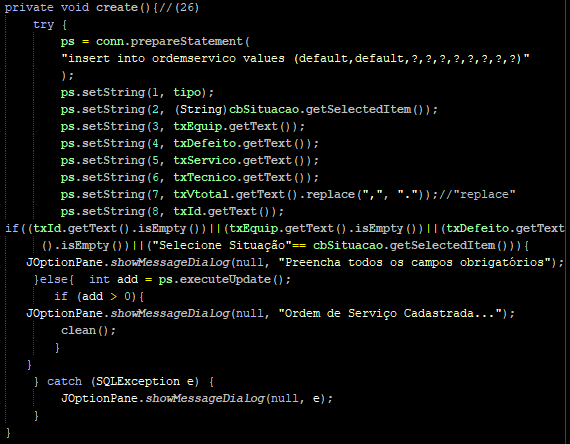 private void create(){//(26)
try {
ps = conn.prepareStatement(
"insert into ordemservico values (default,default,?,?,?,?,?,?,?,?)"
);
ps.setString(1, tipo);
ps.setString(2, (String)cbSituacao.getSelectedItem());
ps.setString(3, txEquip.getText());
ps.setString(4, txDefeito.getText());
ps.setString(5, txServico.getText());
ps.setString(6, txTecnico.getText());
ps.setString(7, txVtotal.getText().replace(",", "."));//"replace"
ps.setString(8, txId.getText());
if((txId.getText().isEmpty())||(txEquip.getText().isEmpty())||(txDefeito.getText
().isEmpty())||("Selecione Situação"== cbSituacao.getSelectedItem())){
JOptionPane.showMessageDialog(null, "Preencha todos os campos obrigatórios");
}else{  int add = ps.executeUpdate();
if (add > 0){
JOptionPane.showMessageDialog(null, "Ordem de Serviço Cadastrada...");
clean();
}
}
} catch (SQLException e) {
JOptionPane.showMessageDialog(null, e);
}
}